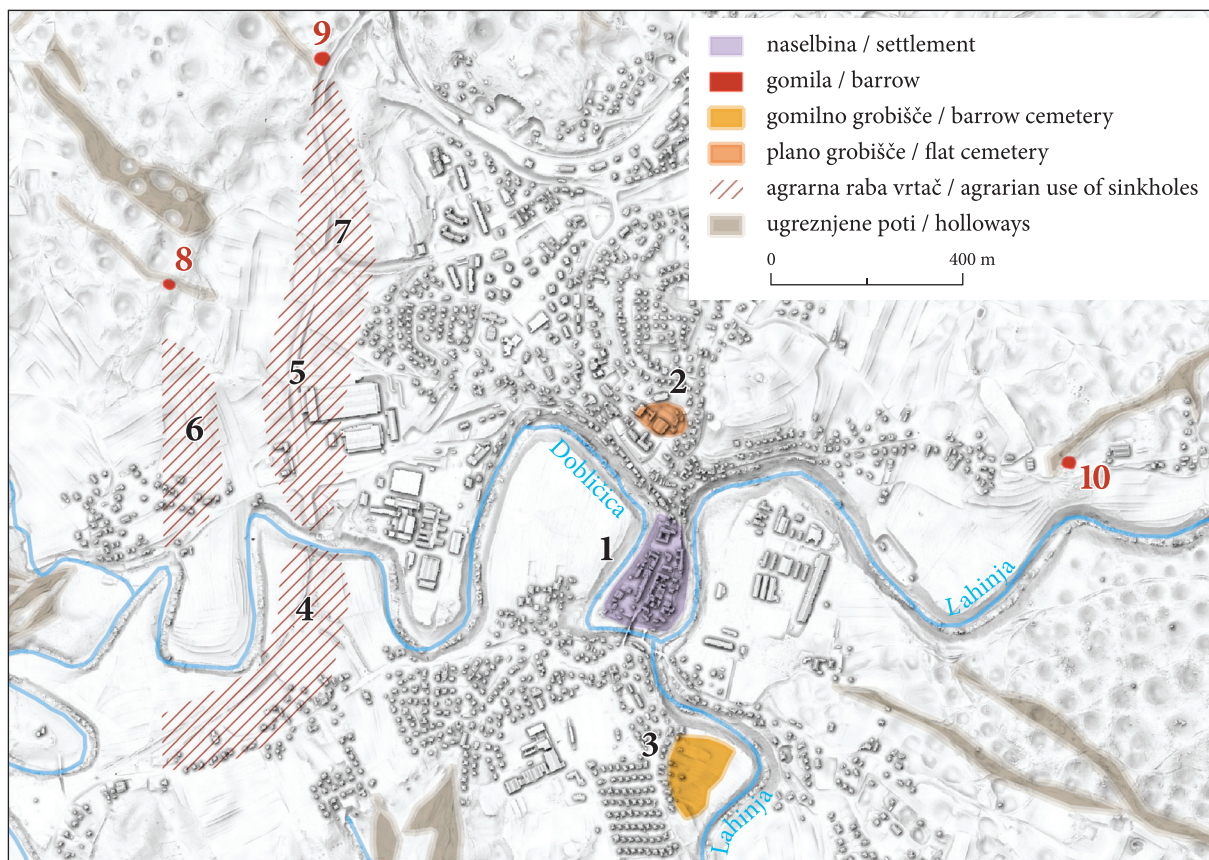 naselbina / settlement
gomila / barrow
gomilno grobišče / barrow cemetery
plano grobišče / flat cemetery
agrarna raba vrtač / agrarian use of sinkholes
ugreznjene poti / holloways
0 400 m
9
7
8
5
2
6
Dobličica
10
1
Lahinja
4
3
Lahinja